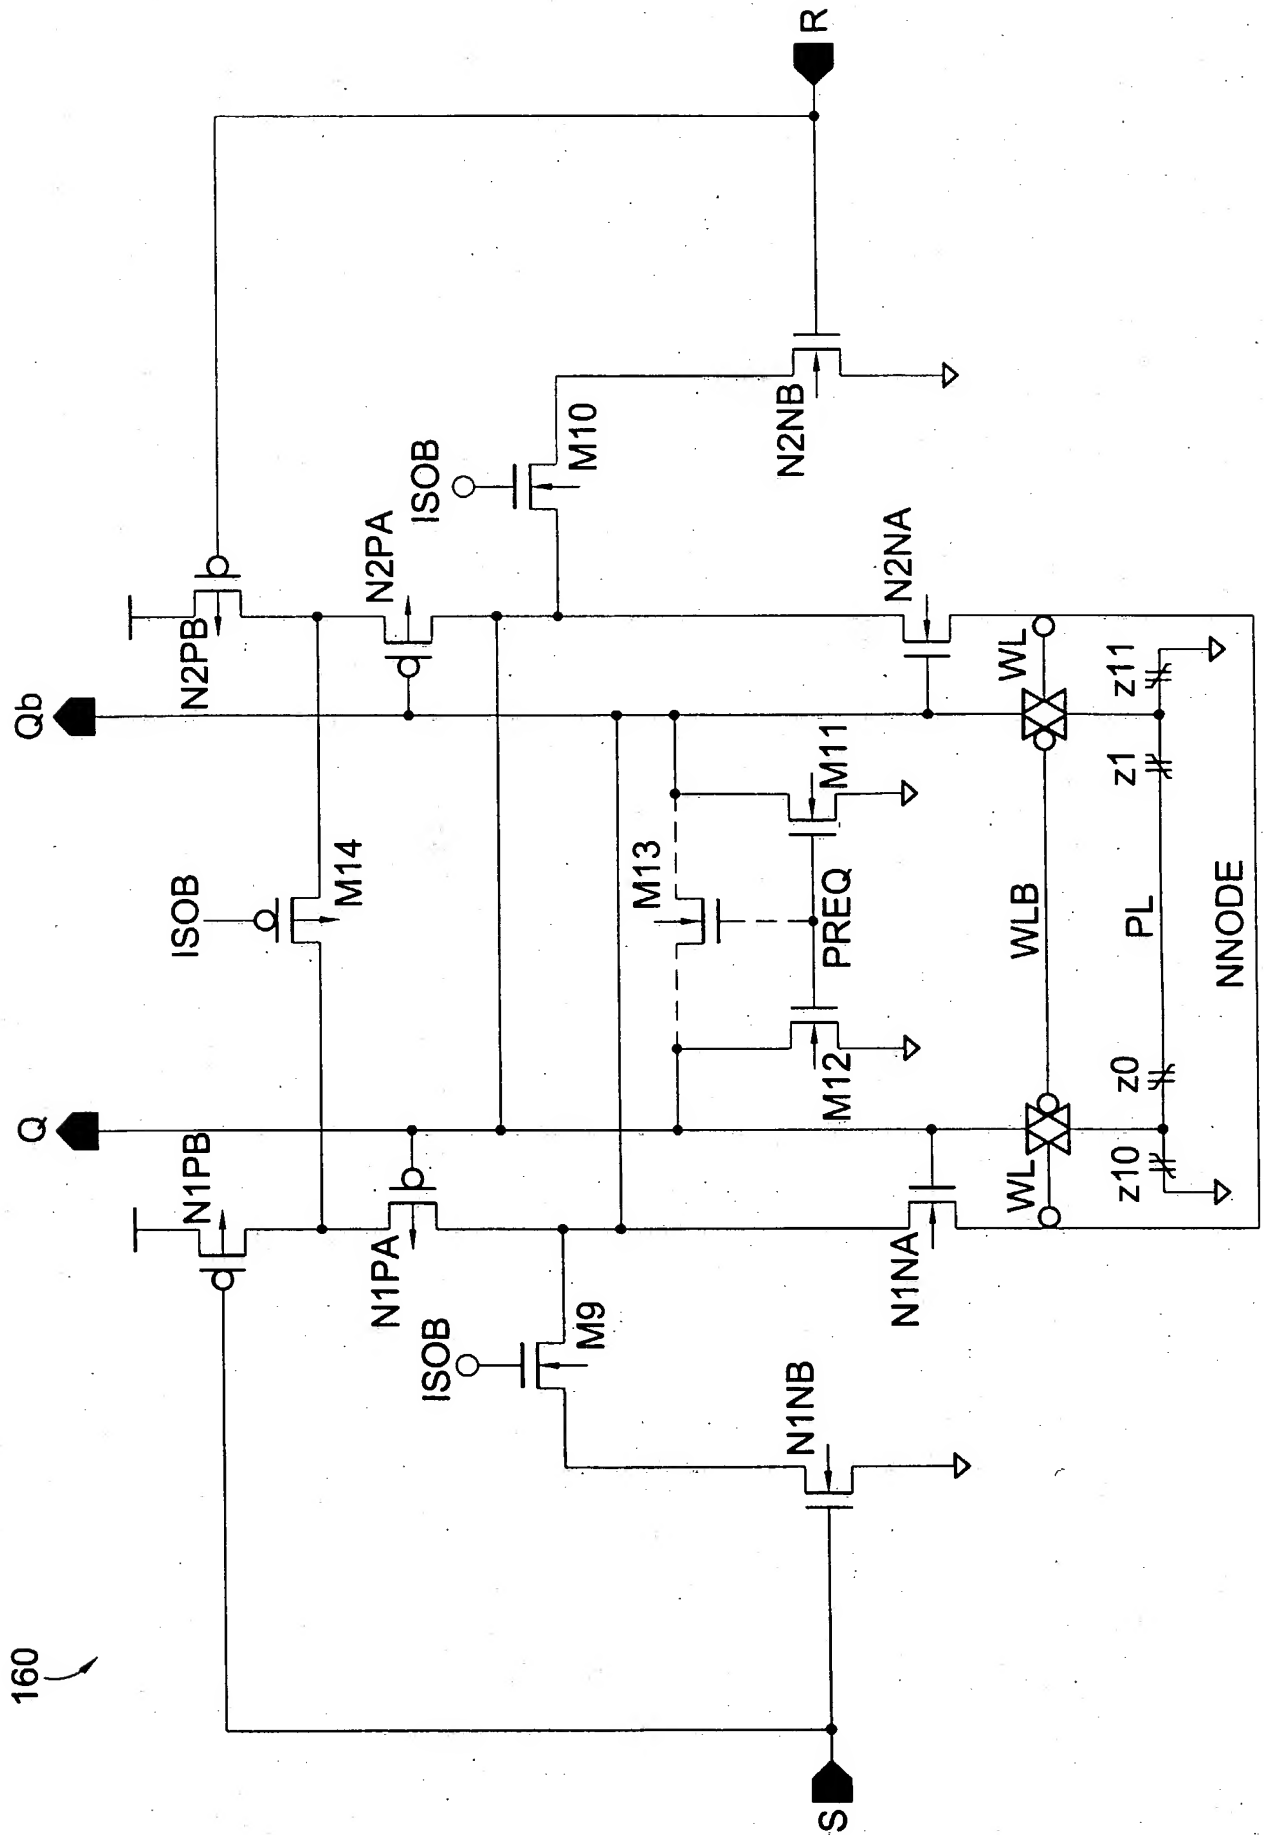 160
Q
Qb
N1PB
N2PB
ISOB
M14
N1PA
N2PA
ISOB
M9
ISOB
M10
M13
N1NB
M12
PREQ
M11
N2NB
S
R
N1NA
N2NA
WL
WLB
WL
z10
z0
PL
z1
z11
NNODE